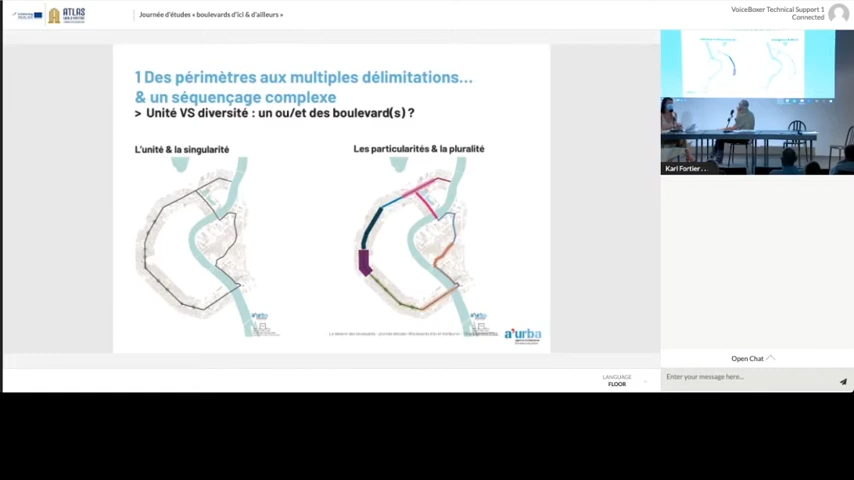 Interreg
ATLAS
Journée d'études « boulevards d'ici & d'ailleurs »
VoiceBoxer Technical Support 1
Connected
1 Des périmètres aux multiples délimitations…
& un séquençage complexe
> Unité VS diversité : un ou/et des boulevard(s) ?
L'unité & la singularité
Les particularités & la pluralité
a'urba
a'urba
a'urba
Karl Fortier ...
Open Chat
Enter your message here...
LANGUAGE
FLOOR